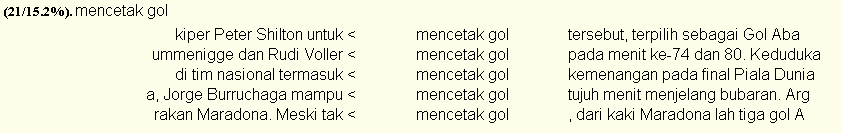 (21/15.2%). mencetak gol
kiper Peter Shilton untuk < mencetak gol tersebut, terpilih sebagai Gol Aba
ummenigge dan Rudi Voller < mencetak gol pada menit ke-74 dan 80. Keduduka
di tim nasional termasuk < mencetak gol kemenangan pada final Piala Dunia
a, Jorge Burruchaga mampu < mencetak gol tujuh menit menjelang bubaran. Arg
rakan Maradona. Meski tak < mencetak gol , dari kaki Maradona lah tiga gol A